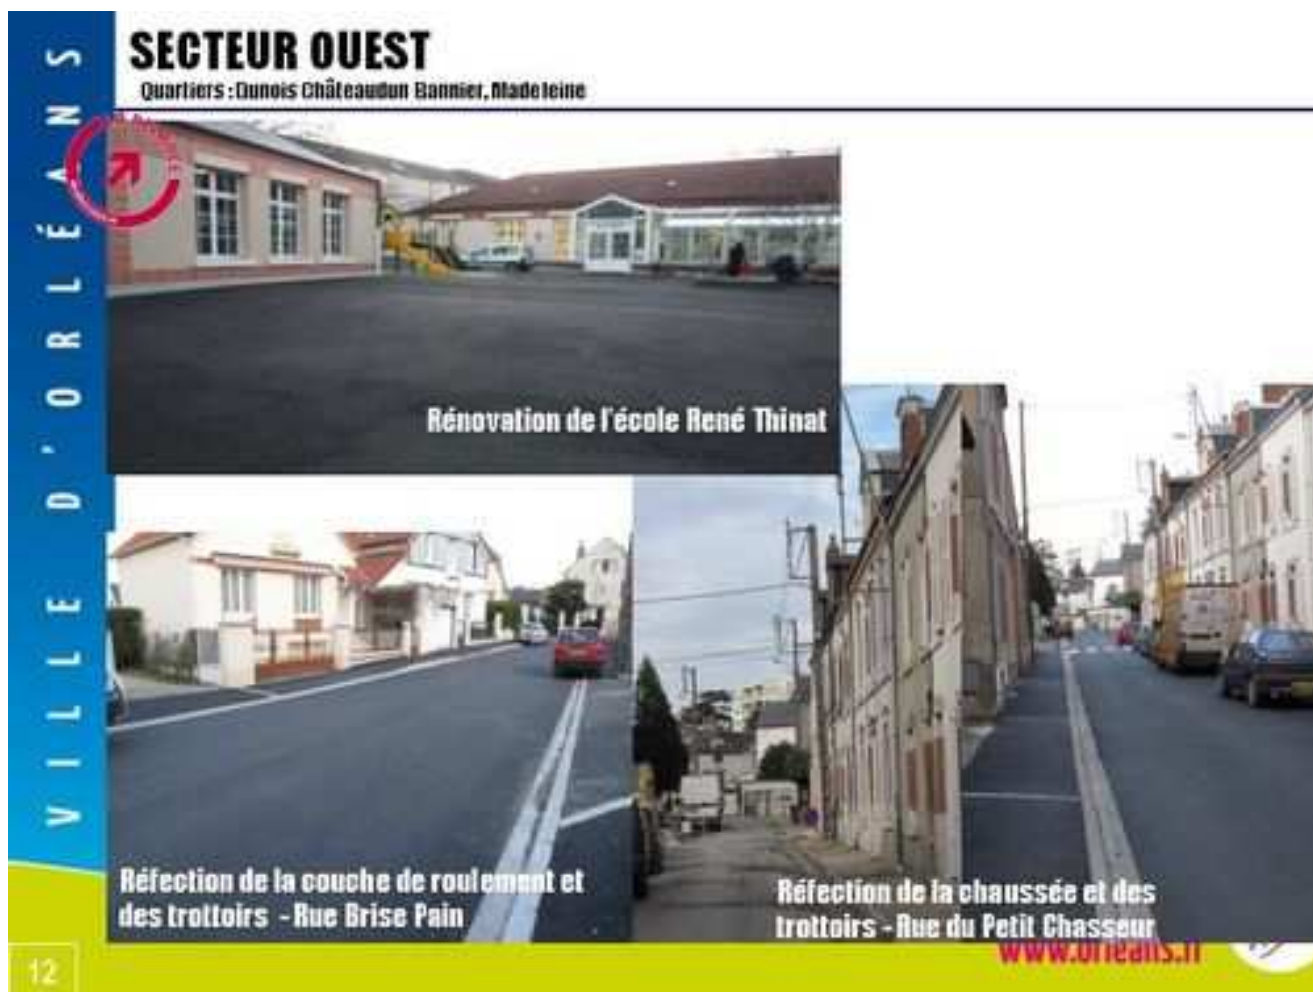 SECTEUR OUEST
Quartiers : Dunois Châteaudun Bannier, Madeleine
VILLE D'ORLÉANS
Rénovation de l'école René Thinat
Réfection de la couche de roulement et
des trottoirs - Rue Brise Pain
Réfection de la chaussée et des
trottoirs - Rue du Petit Chasseur
www.orleans.fr
12